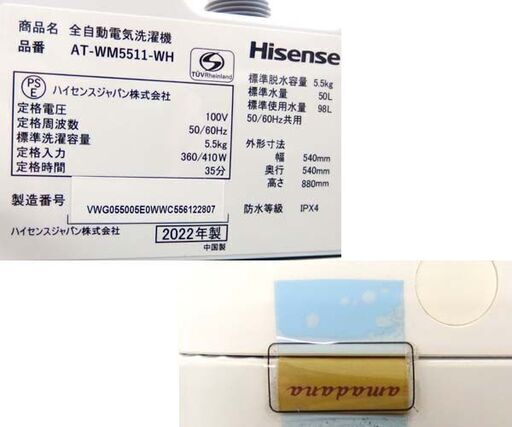 商品名 全自動電気洗濯機
品番 AT-WM5511-WH
TÜVRheinland
Hisense
PS
E
ハイセンスジャパン株式会社
定格電圧 100V
定格周波数 50/60Hz
標準洗濯容量 5.5kg
定格入力 360/410W
定格時間 35分
標準脱水容量 5.5kg
標準水量 50L
標準使用水量 98L
50/60Hz共用
外形寸法
幅 540mm
奥行 540mm
高さ 880mm
防水等級 IPX4
製造番号 VWG055005E0WWC556122807
ハイセンスジャパン株式会社 2022年製
中国製
amadana